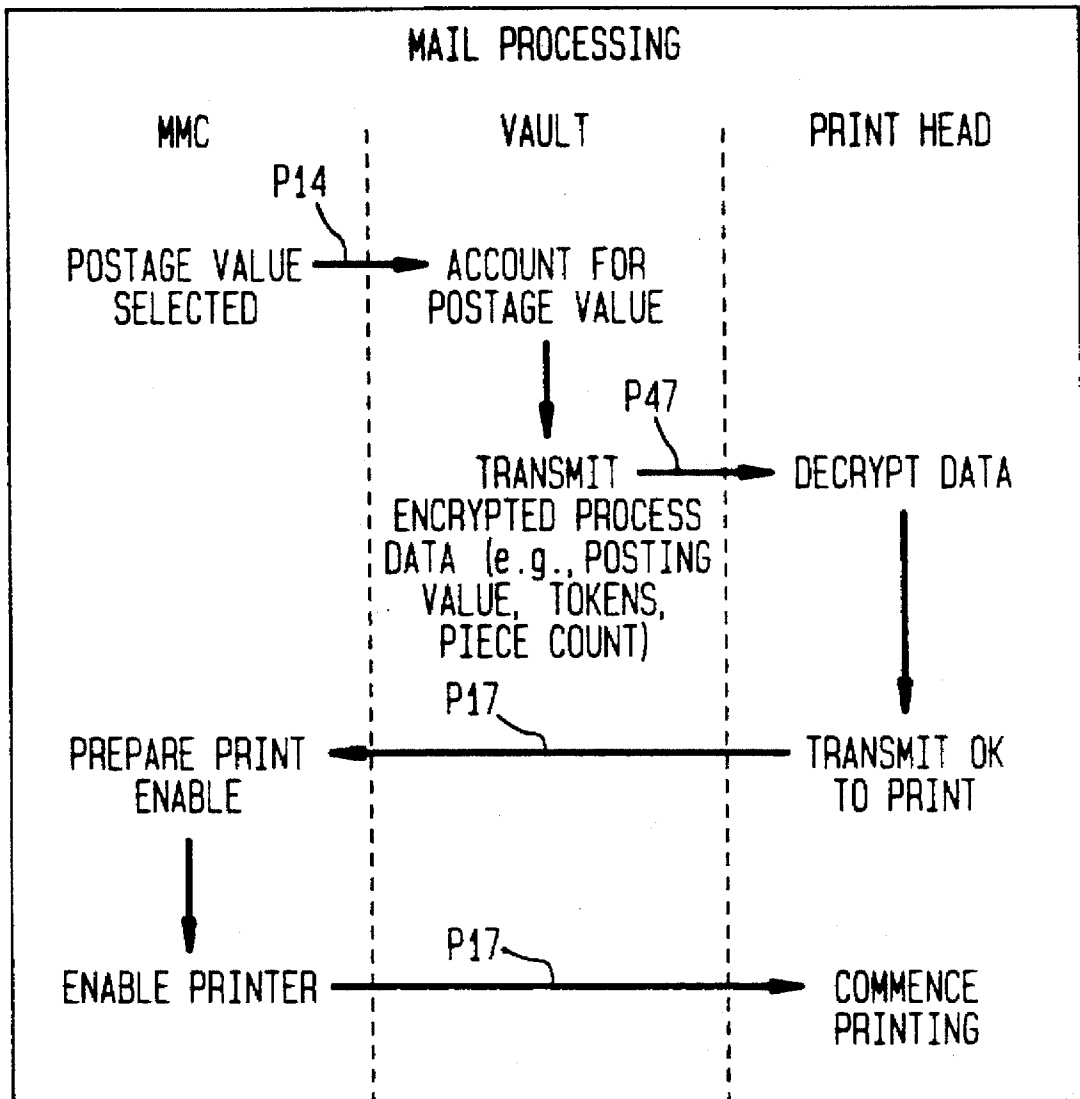 MAIL PROCESSING
MMC
VAULT
PRINT HEAD
P14
POSTAGE VALUE
SELECTED
ACCOUNT FOR
POSTAGE VALUE
P47
TRANSMIT
ENCRYPTED PROCESS
DATA (e.g., POSTING
VALUE, TOKENS,
PIECE COUNT)
DECRYPT DATA
P17
PREPARE PRINT
ENABLE
TRANSMIT OK
TO PRINT
P17
ENABLE PRINTER
COMMENCE
PRINTING